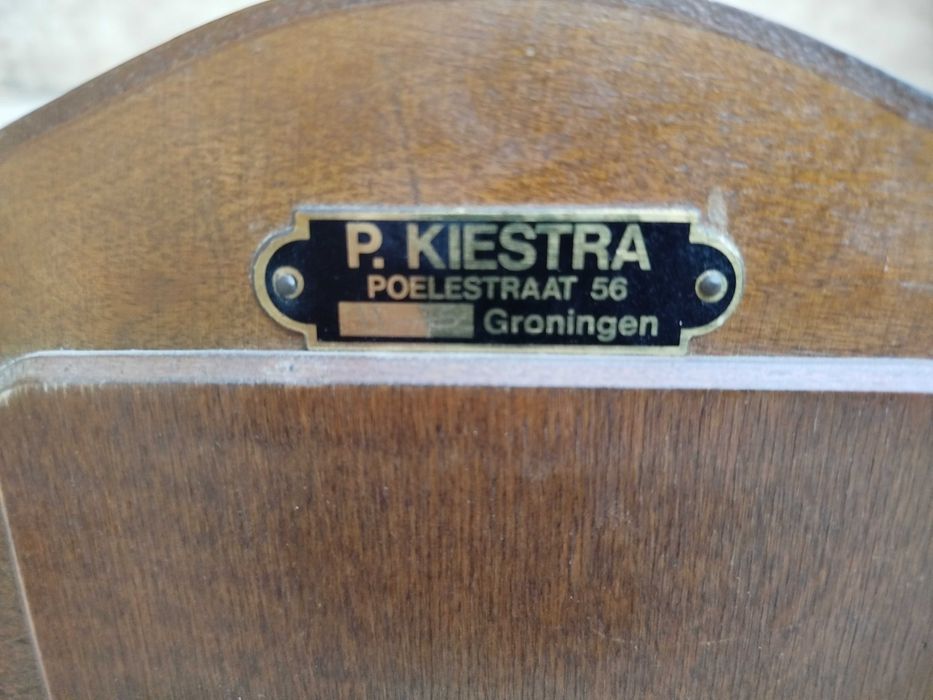 P. KIESTRA
POELESTRAAT 56
Groningen